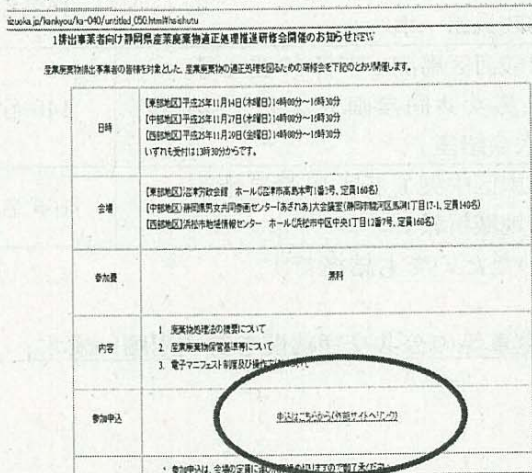 izuoka.jp/kankyou/ka-040/untitled_050.html#haishutu
1排出事業者向け静岡県産業廃棄物適正処理推進研修会開催のお知らせNEW
産業廃棄物排出事業者の皆様を対象とした、産業廃棄物の適正処理を図るための研修会を下記のとおり開催します。
日時
【東部地区】平成25年11月14日(木曜日)14時00分～16時30分
【中部地区】平成25年11月27日(水曜日)14時00分～16時30分
【西部地区】平成25年11月29日(金曜日)14時00分～16時30分
いずれも受付は13時30分からです。
会場
【東部地区】沼津労政会館 ホール(沼津市高島本町1番3号、定員160名)
【中部地区】静岡県男女共同参画センター「あざれあ」大会議室(静岡市駿河区馬渕1丁目17-1、定員140名)
【西部地区】浜松市地域情報センター ホール(浜松市中区中央1丁目12番7号、定員160名)
参加費
無料
内容
1 廃棄物処理法の概要について
2 産業廃棄物保管基準等について
3 電子マニフェスト制度及び操作
参加申込
申込はこちらから(外部サイトへリンク)
・ 参加申込は、会場の定員に